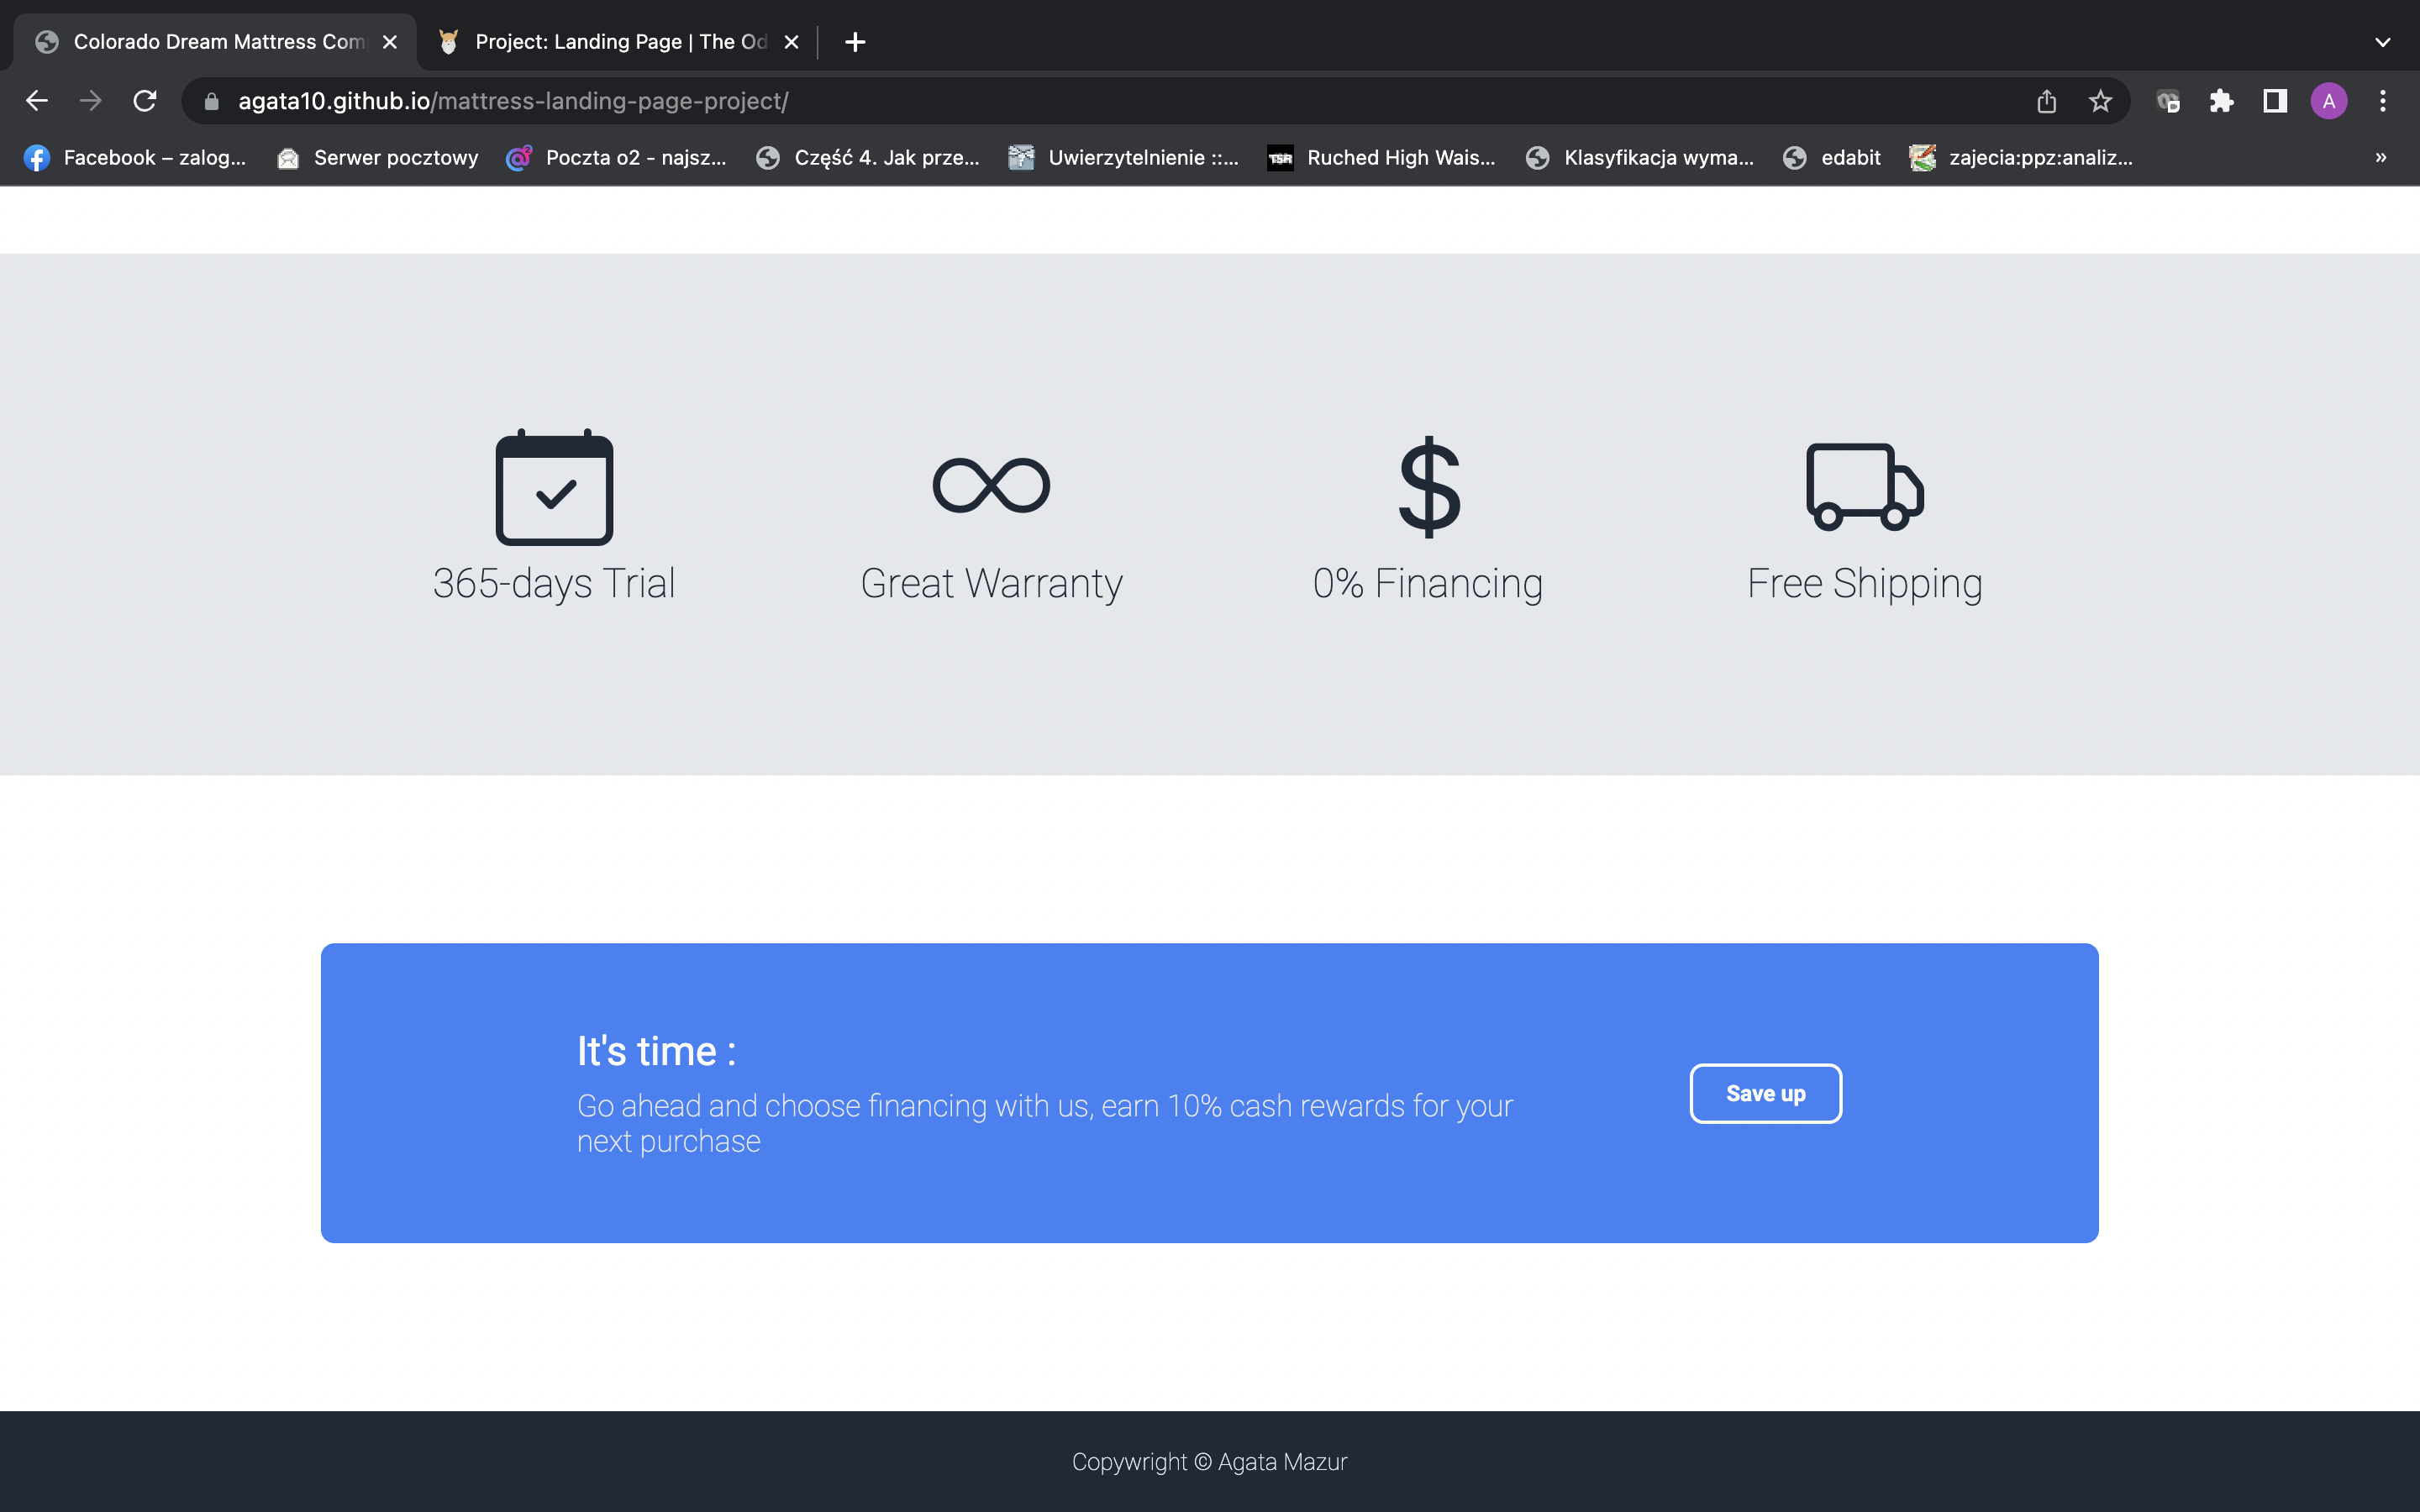 Colorado Dream Mattress Com
Project: Landing Page | The Od
agata10.github.io/mattress-landing-page-project/
A
Facebook – zalog...
Serwer pocztowy
Poczta o2 - najsz...
Część 4. Jak prze...
Uwierzytelnienie ::...
TSR
Ruched High Wais...
Klasyfikacja wyma...
edabit
zajecia:ppz:analiz...
»
365-days Trial
Great Warranty
$
0% Financing
Free Shipping
It's time :
Go ahead and choose financing with us, earn 10% cash rewards for your
next purchase
Save up
Copywright © Agata Mazur